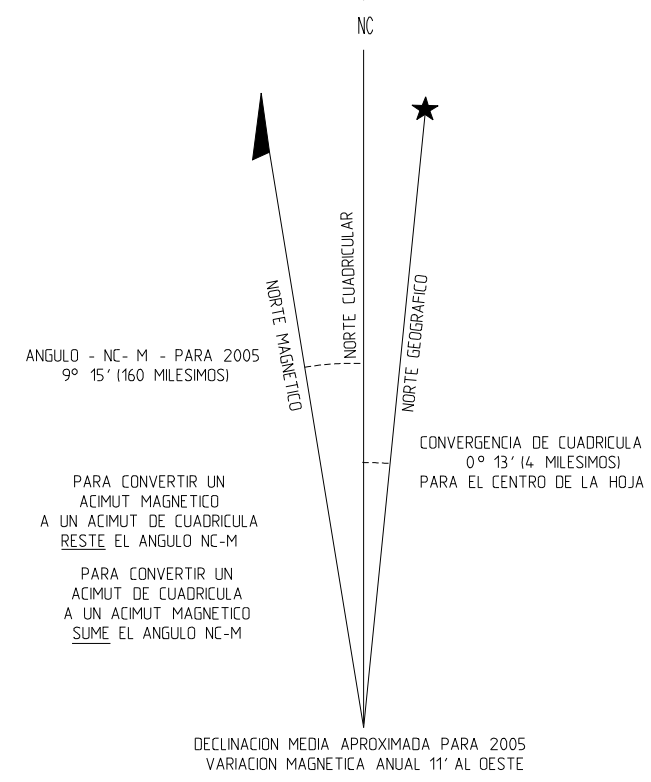 NC
NORTE MAGNETICO
NORTE CUADRICULAR
NORTE GEOGRAFICO
ANGULO - NC- M - PARA 2005
9° 15' (160 MILESIMOS)
CONVERGENCIA DE CUADRICULA
0° 13' (4 MILESIMOS)
PARA EL CENTRO DE LA HOJA
PARA CONVERTIR UN
ACIMUT MAGNETICO
A UN ACIMUT DE CUADRICULA
RESTE EL ANGULO NC-M
PARA CONVERTIR UN
ACIMUT DE CUADRICULA
A UN ACIMUT MAGNETICO
SUME EL ANGULO NC-M
DECLINACION MEDIA APROXIMADA PARA 2005
VARIACION MAGNETICA ANUAL 11' AL OESTE